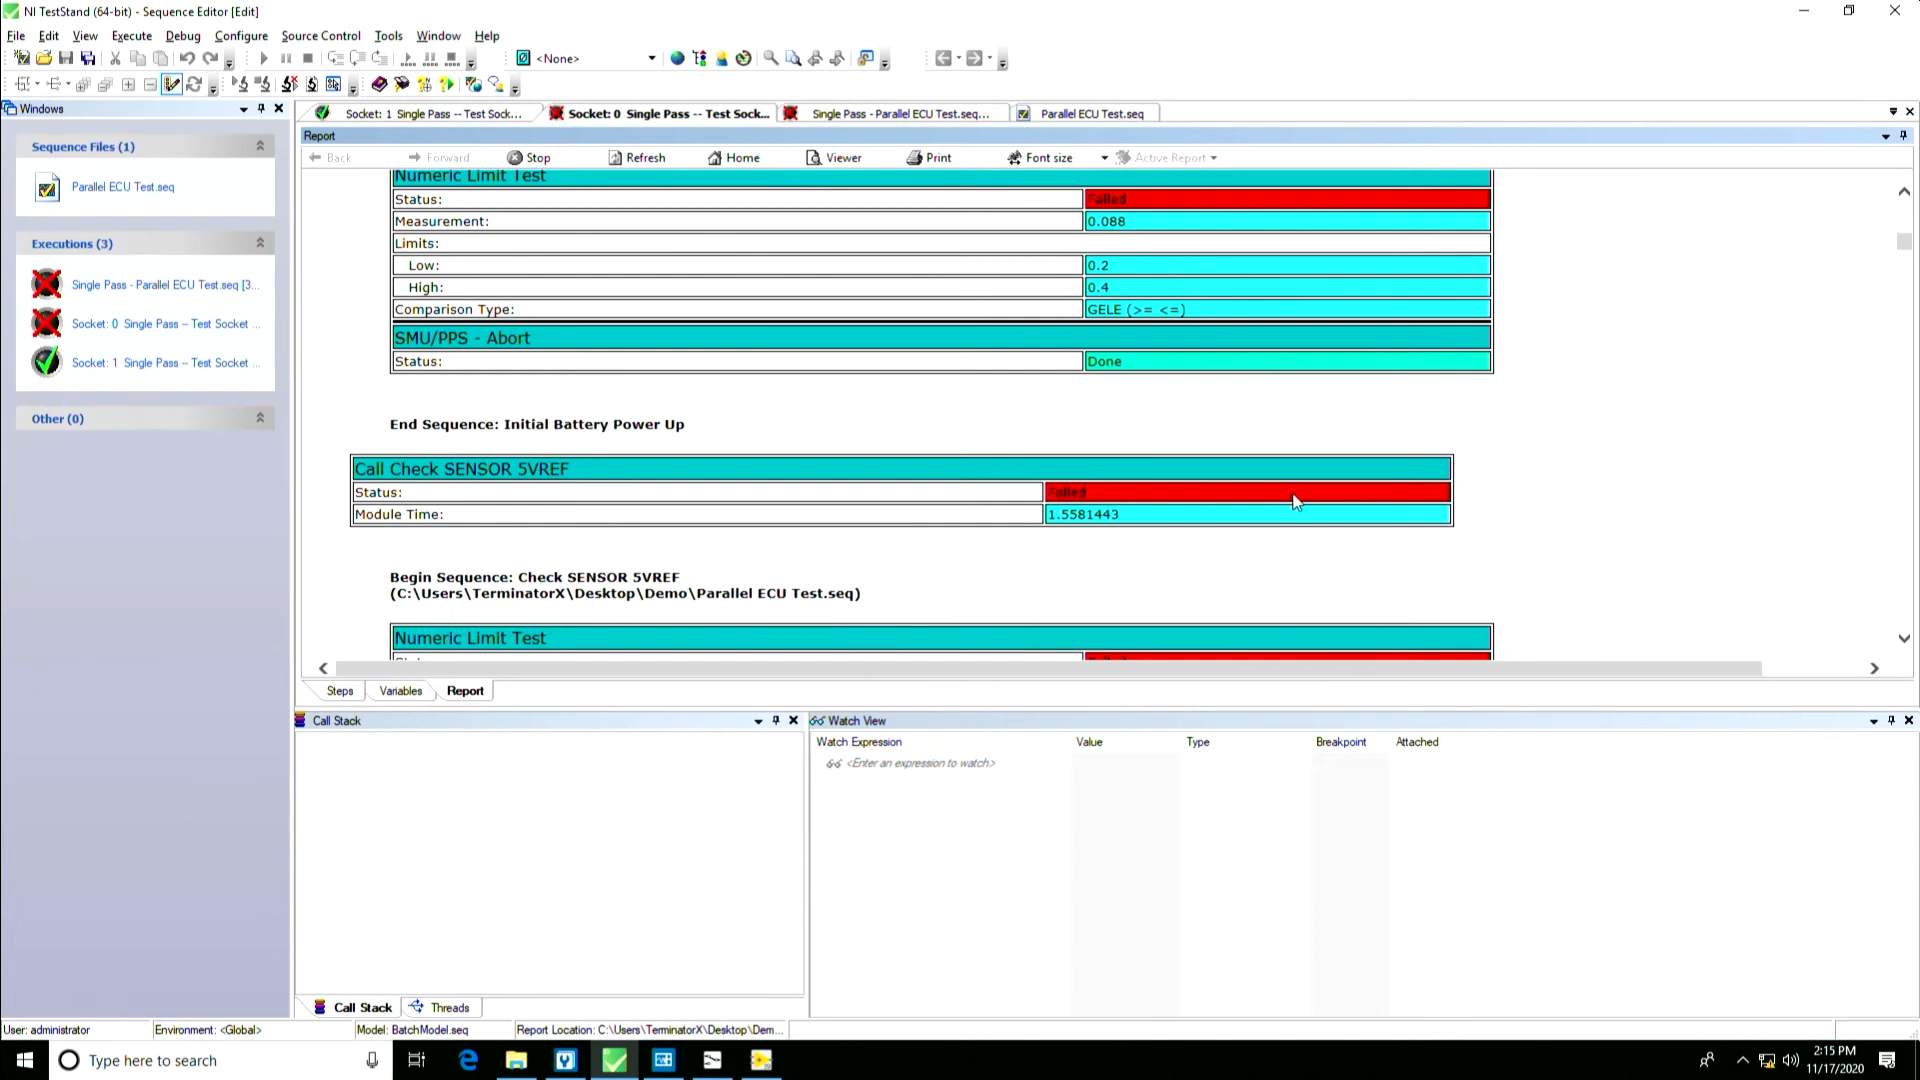 NI TestStand (64-bit) - Sequence Editor [Edit]
File Edit View Execute Debug Configure Source Control Tools Window Help
<None>
Windows
Socket: 1 Single Pass -- Test Sock...
Socket: 0 Single Pass -- Test Sock...
Single Pass - Parallel ECU Test.seq...
Parallel ECU Test.seq
Sequence Files (1)
Parallel ECU Test.seq
Executions (3)
Single Pass - Parallel ECU Test.seq [3...
Socket: 0 Single Pass -- Test Socket ...
Socket: 1 Single Pass -- Test Socket ...
Other (0)
Report
Back Forward Stop Refresh Home Viewer Print Font size Active Report
Numeric Limit Test
Status: Failed
Measurement: 0.088
Limits:
Low: 0.2
High: 0.4
Comparison Type: GELE (>= <=)
SMU/PPS - Abort
Status: Done
End Sequence: Initial Battery Power Up
Call Check SENSOR 5VREF
Status: Failed
Module Time: 1.5581443
Begin Sequence: Check SENSOR 5VREF
(C:\Users\TerminatorX\Desktop\Demo\Parallel ECU Test.seq)
Numeric Limit Test
Steps Variables Report
Call Stack
Watch View
Watch Expression Value Type Breakpoint Attached
<Enter an expression to watch>
Call Stack Threads
User: administrator Environment: <Global> Model: BatchModel.seq Report Location: C:\Users\TerminatorX\Desktop\Dem...
Type here to search
2:15 PM
11/17/2020